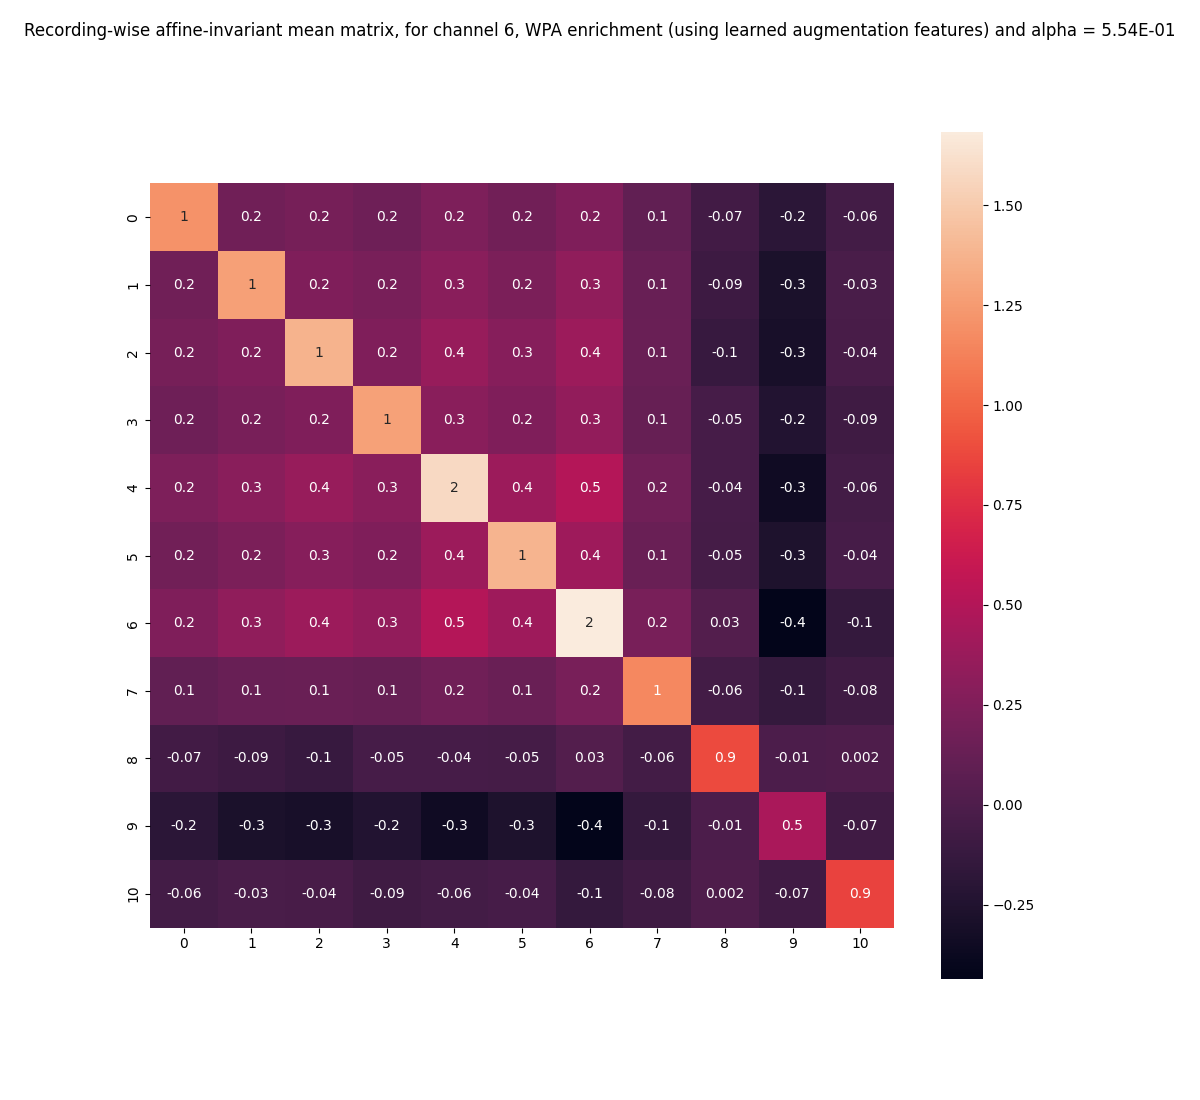 Recording-wise affine-invariant mean matrix, for channel 6, WPA enrichment (using learned augmentation features) and alpha = 5.54E-01
0 1 0.2 0.2 0.2 0.2 0.2 0.2 0.1 -0.07 -0.2 -0.06
1 0.2 1 0.2 0.2 0.3 0.2 0.3 0.1 -0.09 -0.3 -0.03
2 0.2 0.2 1 0.2 0.4 0.3 0.4 0.1 -0.1 -0.3 -0.04
3 0.2 0.2 0.2 1 0.3 0.2 0.3 0.1 -0.05 -0.2 -0.09
4 0.2 0.3 0.4 0.3 2 0.4 0.5 0.2 -0.04 -0.3 -0.06
5 0.2 0.2 0.3 0.2 0.4 1 0.4 0.1 -0.05 -0.3 -0.04
6 0.2 0.3 0.4 0.3 0.5 0.4 2 0.2 0.03 -0.4 -0.1
7 0.1 0.1 0.1 0.1 0.2 0.1 0.2 1 -0.06 -0.1 -0.08
8 -0.07 -0.09 -0.1 -0.05 -0.04 -0.05 0.03 -0.06 0.9 -0.01 0.002
9 -0.2 -0.3 -0.3 -0.2 -0.3 -0.3 -0.4 -0.1 -0.01 0.5 -0.07
10 -0.06 -0.03 -0.04 -0.09 -0.06 -0.04 -0.1 -0.08 0.002 -0.07 0.9
0 1 2 3 4 5 6 7 8 9 10
1.50
1.25
1.00
0.75
0.50
0.25
0.00
−0.25